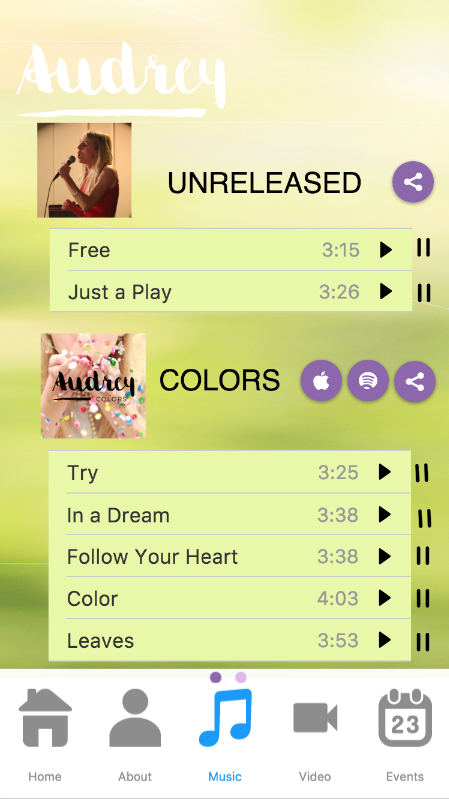 Audrey
UNRELEASED
Free 3:15
Just a Play 3:26
Audrey
COLORS
COLORS
Try 3:25
In a Dream 3:38
Follow Your Heart 3:38
Color 4:03
Leaves 3:53
23
Home About Music Video Events